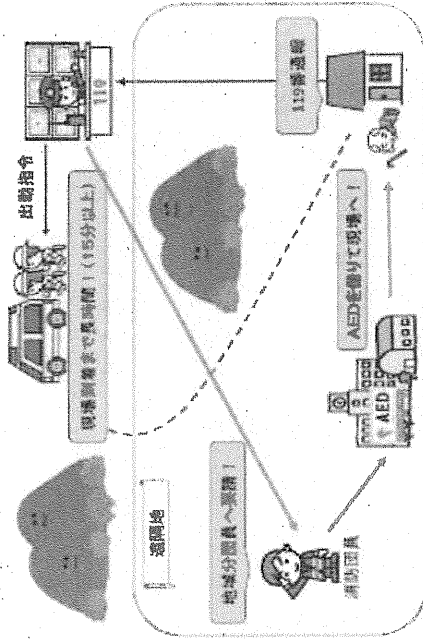 出動指令
119
119番通報
現場到着まで長時間！(15分以上)
遠隔地
地域分団員へ要請！
消防団員
AED
AEDを借りて現場へ！